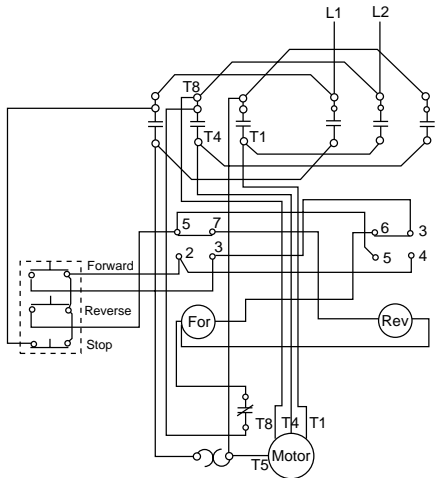 L1 L2
T8
T4 T1
5 7 6 3
2 3 5 4
Forward
Reverse
Stop
For Rev
T8 T4 T1
T5 Motor